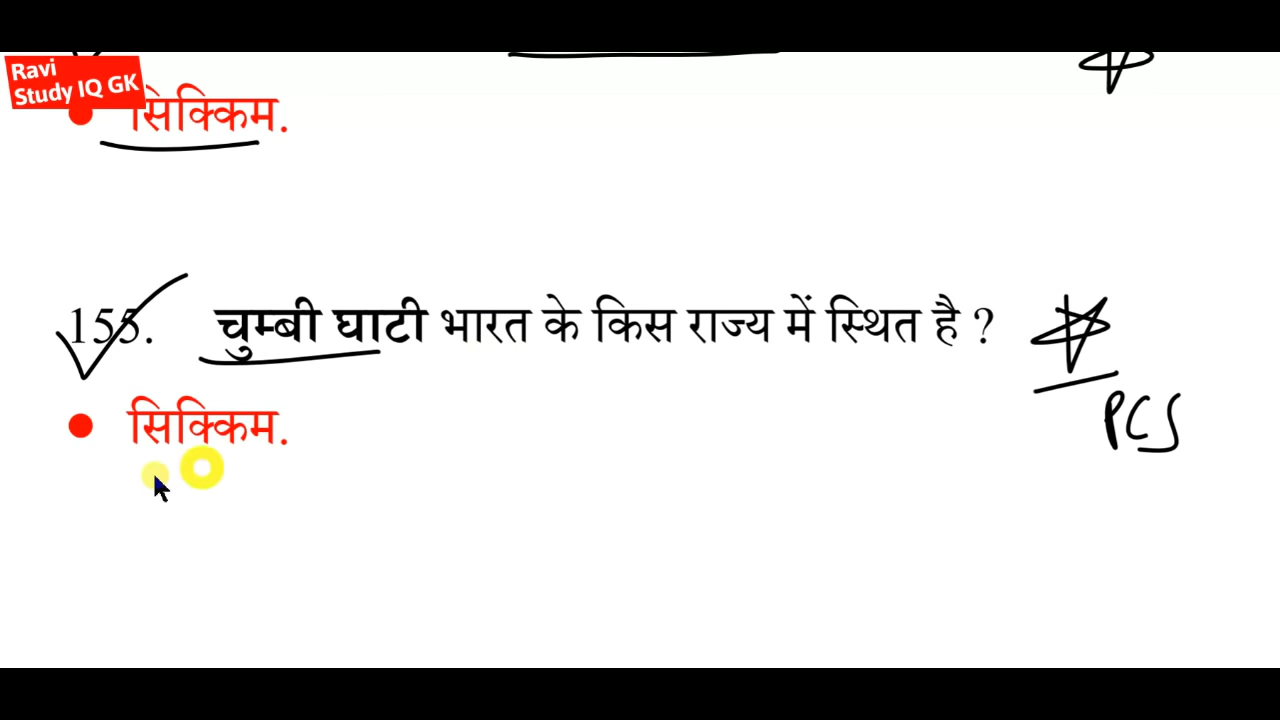 Ravi
Study IQ GK
सिक्किम.
155. चुम्बी घाटी भारत के किस राज्य में स्थित है ?
PCS
सिक्किम.